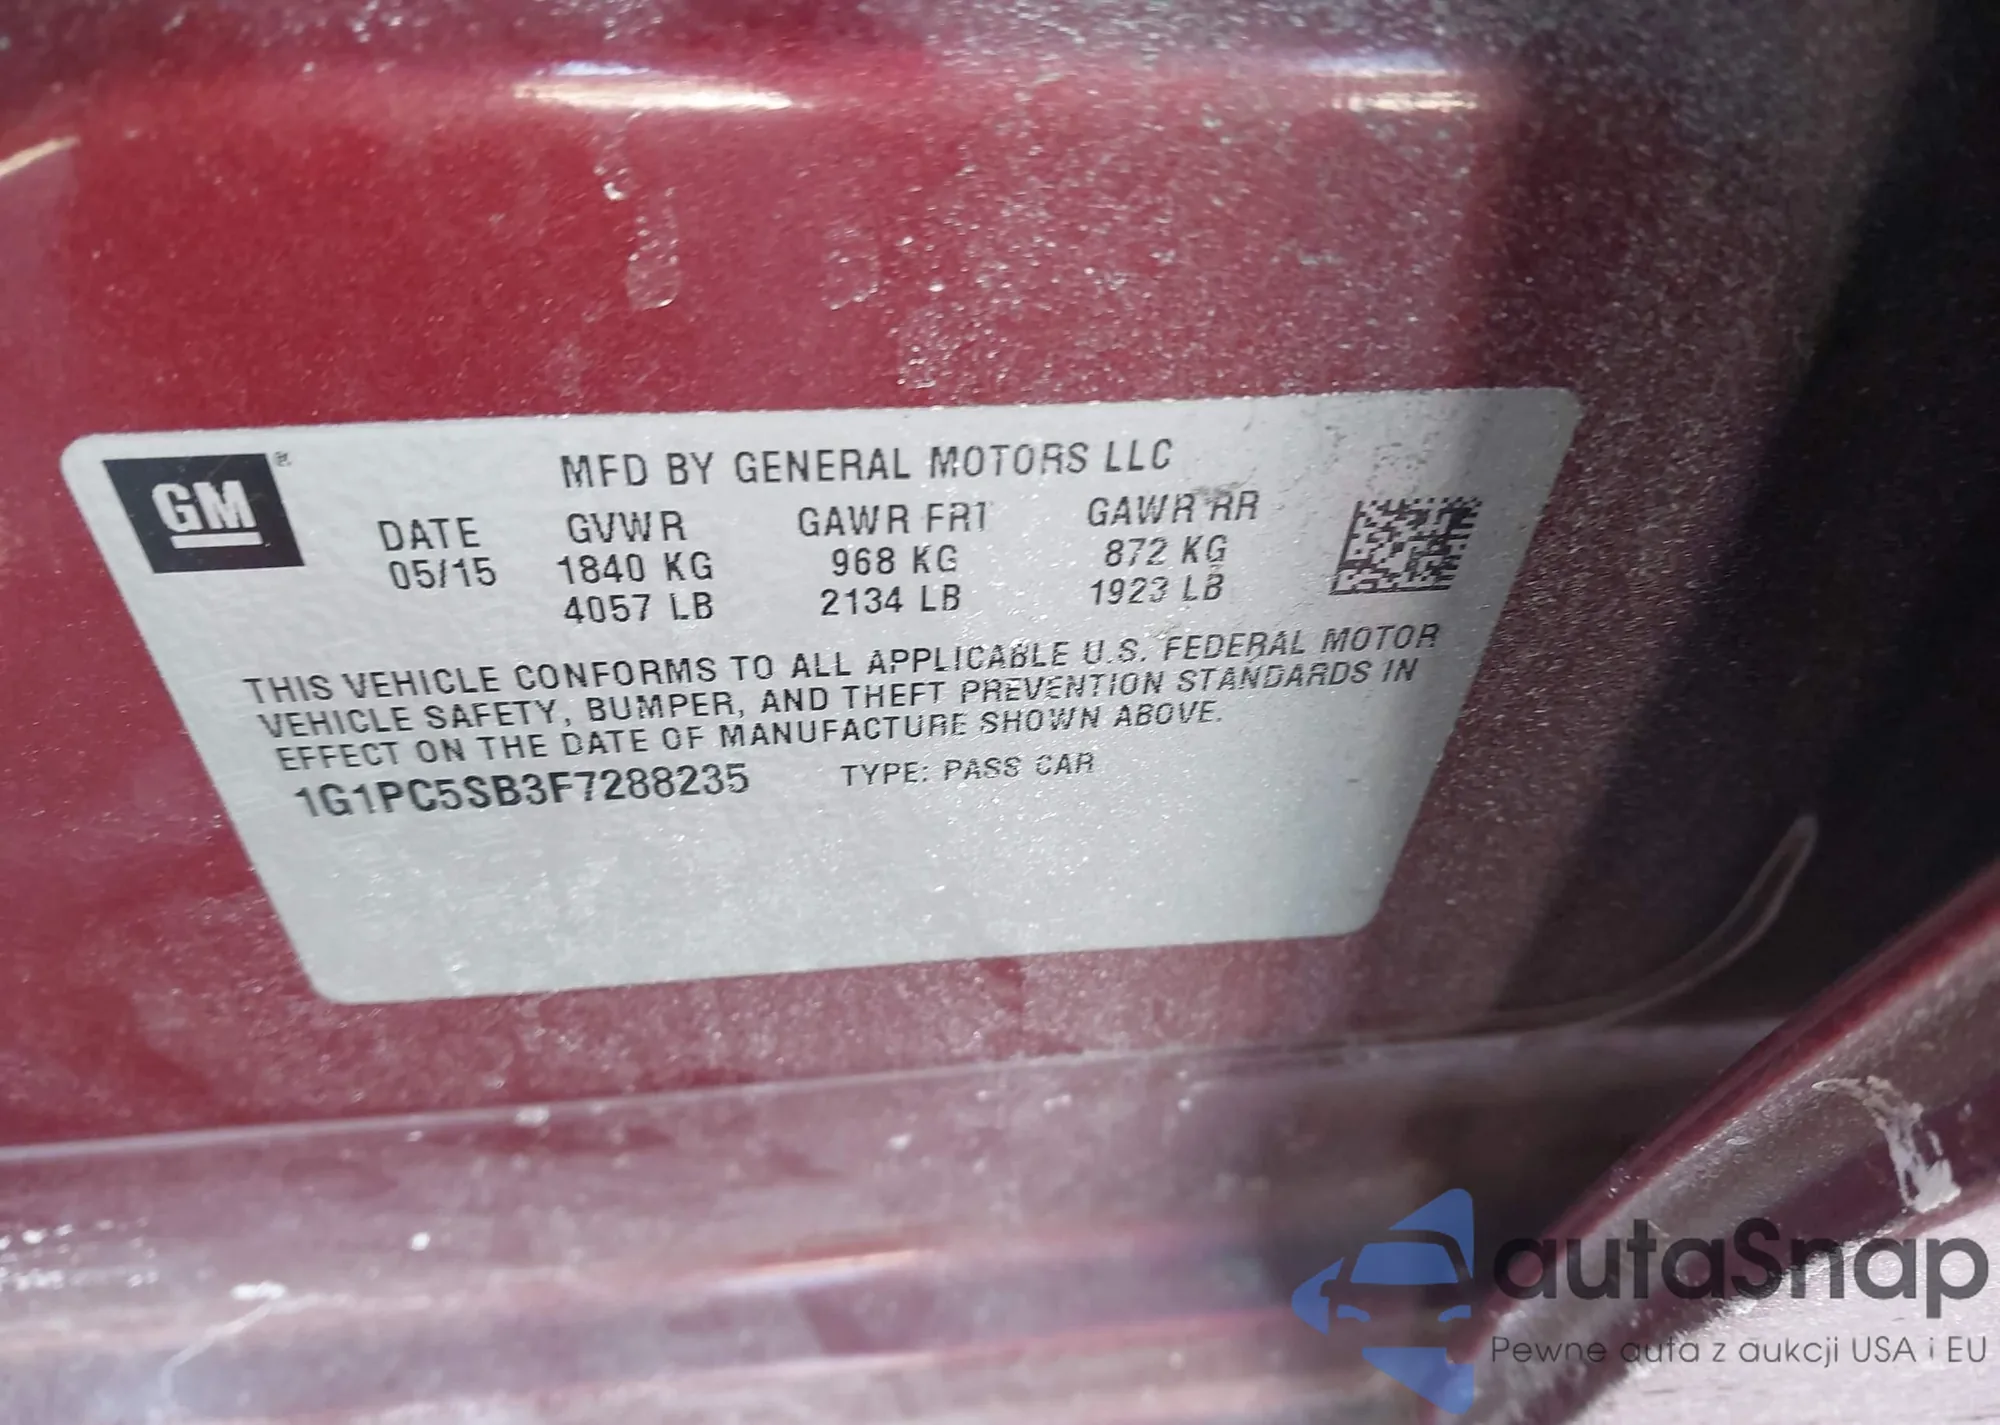 GM
MFD BY GENERAL MOTORS LLC
DATE GVWR GAWR FRT GAWR RR
05/15 1840 KG 968 KG 872 KG
4057 LB 2134 LB 1923 LB
THIS VEHICLE CONFORMS TO ALL APPLICABLE U.S. FEDERAL MOTOR
VEHICLE SAFETY, BUMPER, AND THEFT PREVENTION STANDARDS IN
EFFECT ON THE DATE OF MANUFACTURE SHOWN ABOVE.
1G1PC5SB3F7288235 TYPE: PASS CAR
autaSnap
Pewne auta z aukcji USA i EU